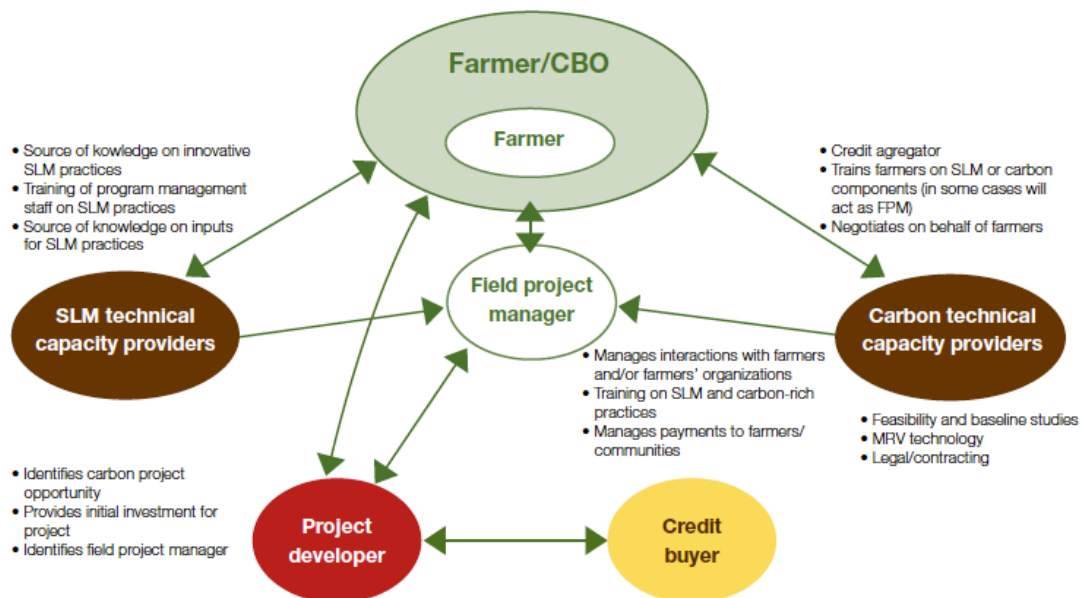 Farmer/CBO
Farmer
• Source of kowledge on innovative
SLM practices
• Training of program management
staff on SLM practices
• Source of knowledge on inputs
for SLM practices
• Credit agregator
• Trains farmers on SLM or carbon
components (in some cases will
act as FPM)
• Negotiates on behalf of farmers
SLM technical
capacity providers
Field project
manager
Carbon technical
capacity providers
• Manages interactions with farmers
and/or farmers' organizations
• Training on SLM and carbon-rich
practices
• Manages payments to farmers/
communities
• Feasibility and baseline studies
• MRV technology
• Legal/contracting
• Identifies carbon project
opportunity
• Provides initial investment for
project
• Identifies field project manager
Project
developer
Credit
buyer